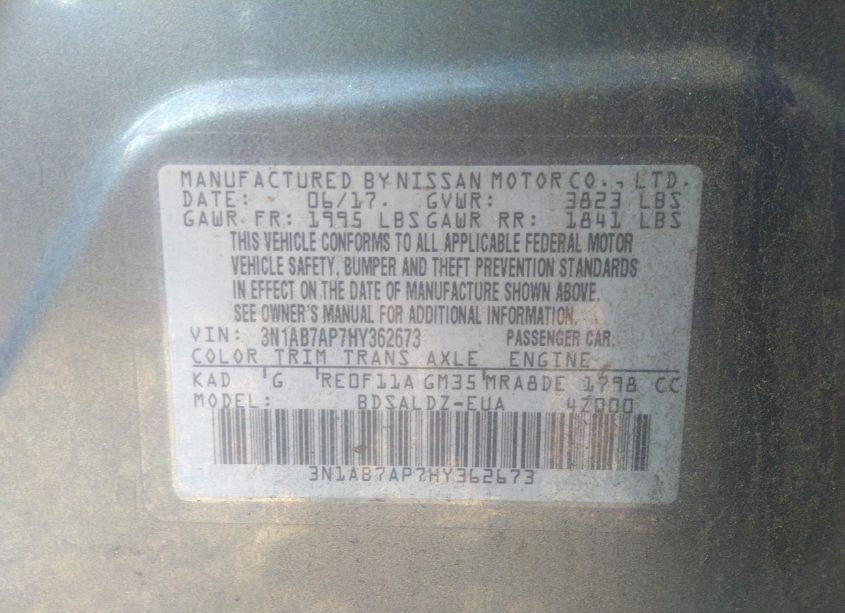 MANUFACTURED BY NISSAN MOTOR CO., LTD.
DATE: 06/17. GVWR: 3823 LBS
GAWR FR: 1995 LBS GAWR RR: 1841 LBS
THIS VEHICLE CONFORMS TO ALL APPLICABLE FEDERAL MOTOR
VEHICLE SAFETY, BUMPER AND THEFT PREVENTION STANDARDS
IN EFFECT ON THE DATE OF MANUFACTURE SHOWN ABOVE.
SEE OWNER'S MANUAL FOR ADDITIONAL INFORMATION.
VIN: 3N1AB7AP7HY362673 PASSENGER CAR.
COLOR TRIM TRANS AXLE ENGINE
KAD G RE0F11A GM35 MRA8DE 1798 CC
MODEL: BDSALDZ-EUA 4Z000
3N1AB7AP7HY362673